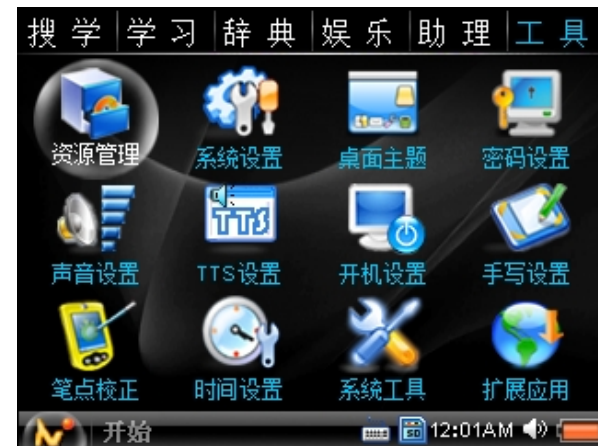 搜学 学习 辞典 娱乐 助理 工具
资源管理 系统设置 桌面主题 密码设置
TTS
声音设置 TTS设置 开机设置 手写设置
笔点校正 时间设置 系统工具 扩展应用
开始 SD 12:01AM